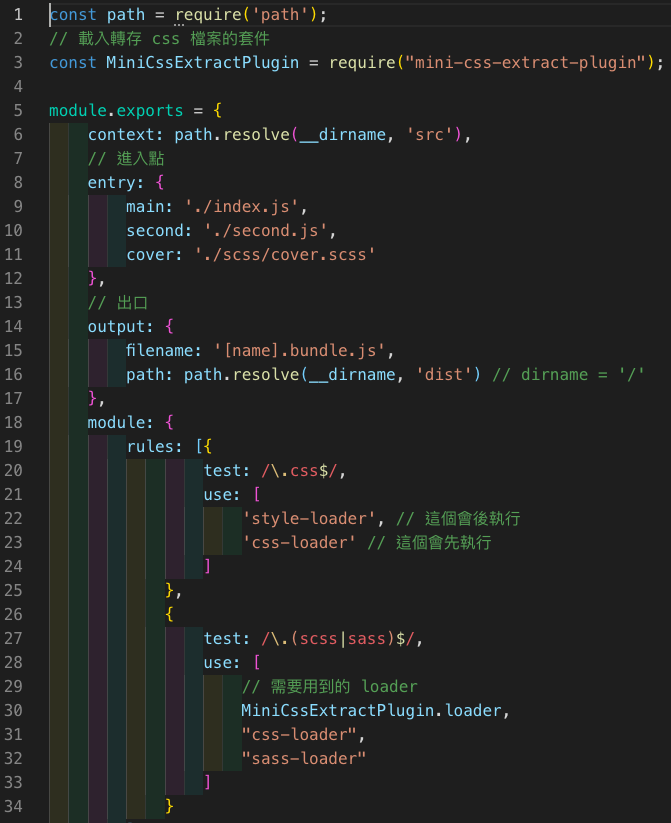 1 const path = require('path');
2 // 載入轉存 css 檔案的套件
3 const MiniCssExtractPlugin = require("mini-css-extract-plugin");
4
5 module.exports = {
6     context: path.resolve(__dirname, 'src'),
7     // 進入點
8     entry: {
9         main: './index.js',
10         second: './second.js',
11         cover: './scss/cover.scss'
12     },
13     // 出口
14     output: {
15         filename: '[name].bundle.js',
16         path: path.resolve(__dirname, 'dist') // dirname = '/'
17     },
18     module: {
19         rules: [{
20                 test: /\.css$/,
21                 use: [
22                     'style-loader', // 這個會後執行
23                     'css-loader' // 這個會先執行
24                 ]
25             },
26             {
27                 test: /\.(scss|sass)$/,
28                 use: [
29                     // 需要用到的 loader
30                     MiniCssExtractPlugin.loader,
31                     "css-loader",
32                     "sass-loader"
33                 ]
34             }